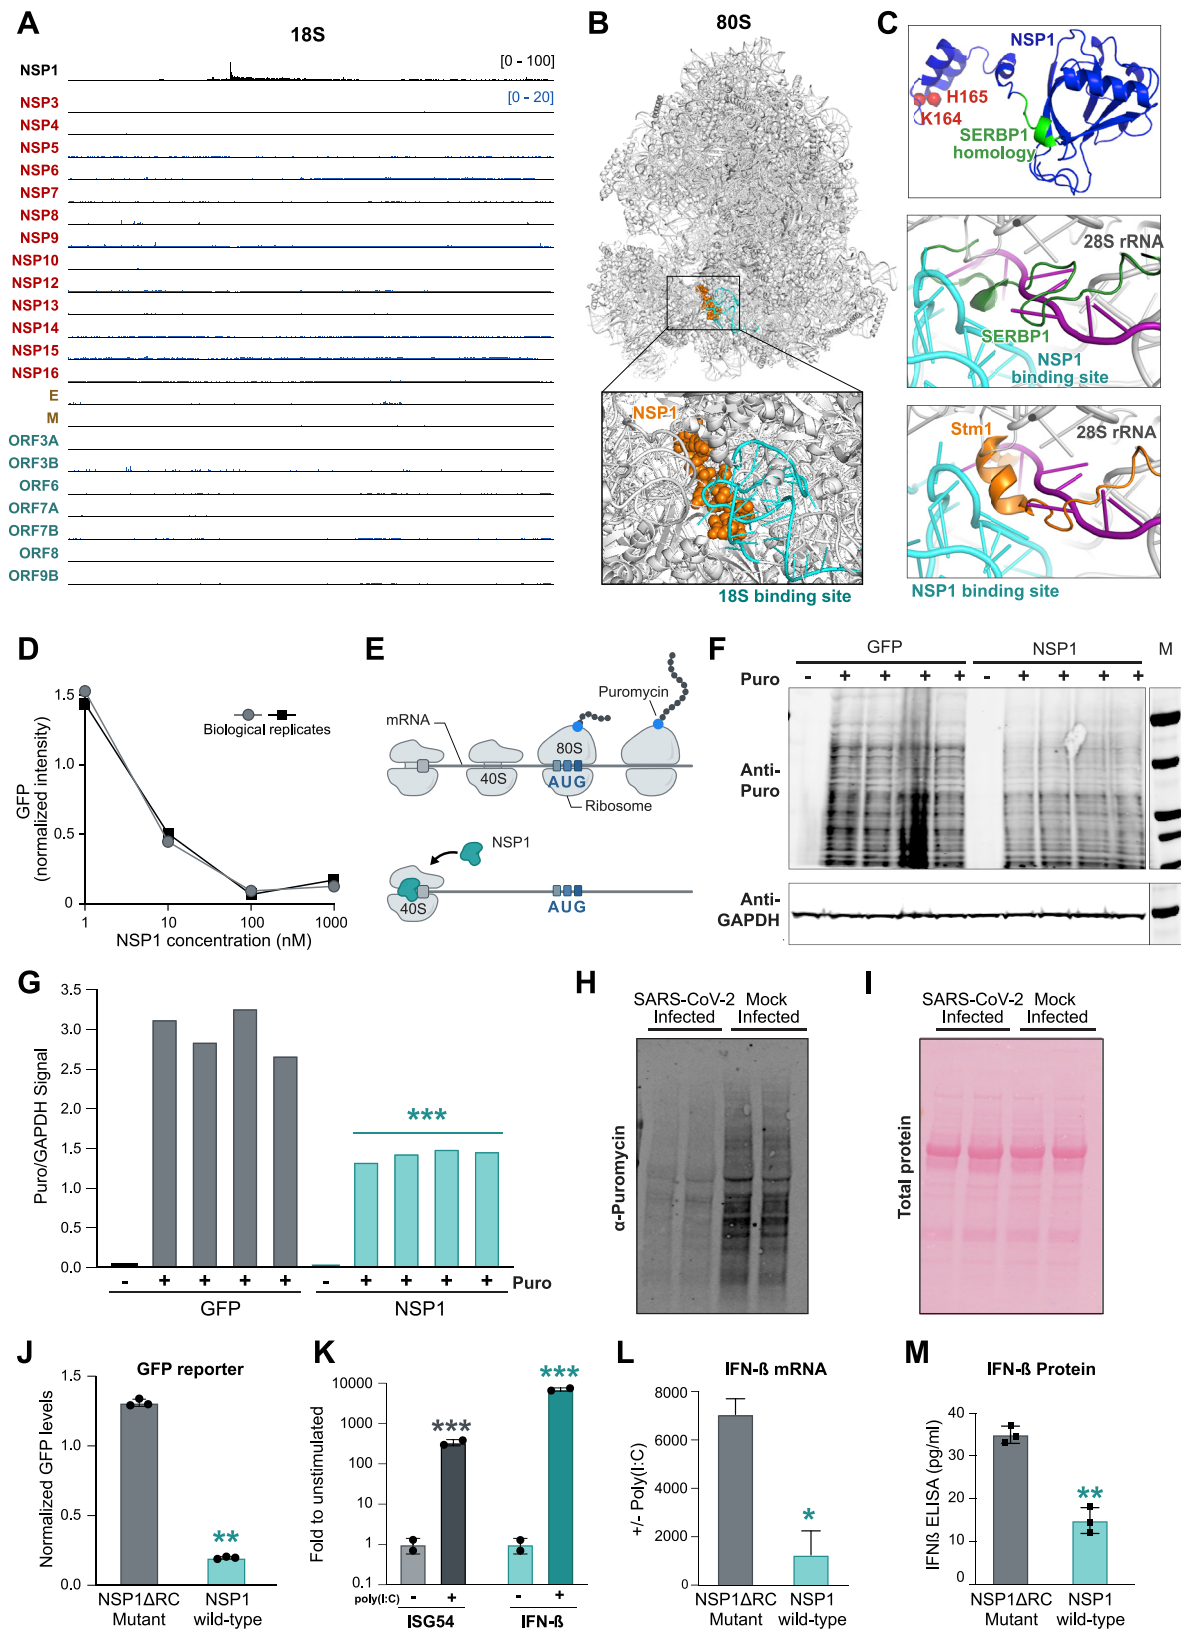 A
18S
NSP1
[0 - 100]
NSP3
[0 - 20]
NSP4
NSP5
NSP6
NSP7
NSP8
NSP9
NSP10
NSP12
NSP13
NSP14
NSP15
NSP16
E
M
ORF3A
ORF3B
ORF6
ORF7A
ORF7B
ORF8
ORF9B
B
80S
NSP1
18S binding site
C
NSP1
H165
K164
SERBP1
homology
28S rRNA
SERBP1
NSP1
binding site
Stm1
28S rRNA
NSP1 binding site
D
GFP
(normalized intensity)
1.5
1.0
0.5
0
Biological replicates
1
10
100
1000
NSP1 concentration (nM)
E
Puromycin
mRNA
80S
40S
AUG
Ribosome
NSP1
40S
AUG
F
GFP
NSP1
M
Puro
- + + + + - + + + +
Anti-
Puro
Anti-
GAPDH
G
Puro/GAPDH Signal
3.5
3.0
2.5
2.0
1.5
1.0
0.5
0.0
***
- + + + + - + + + + Puro
GFP
NSP1
H
SARS-CoV-2
Infected
Mock
Infected
α-Puromycin
I
SARS-CoV-2
Infected
Mock
Infected
Total protein
J
GFP reporter
Normalized GFP levels
1.5
1.0
0.5
0.0
**
NSP1ΔRC
Mutant
NSP1
wild-type
K
Fold to unstimulated
10000
1000
100
10
1
0.1
***
***
poly(I:C)
- + - +
ISG54
IFN-ß
L
IFN-ß mRNA
+/- Poly(I:C)
8000
6000
4000
2000
0
*
NSP1ΔRC
Mutant
NSP1
wild-type
M
IFN-ß Protein
IFNß ELISA (pg/ml)
40
30
20
10
0
**
NSP1ΔRC
Mutant
NSP1
wild-type